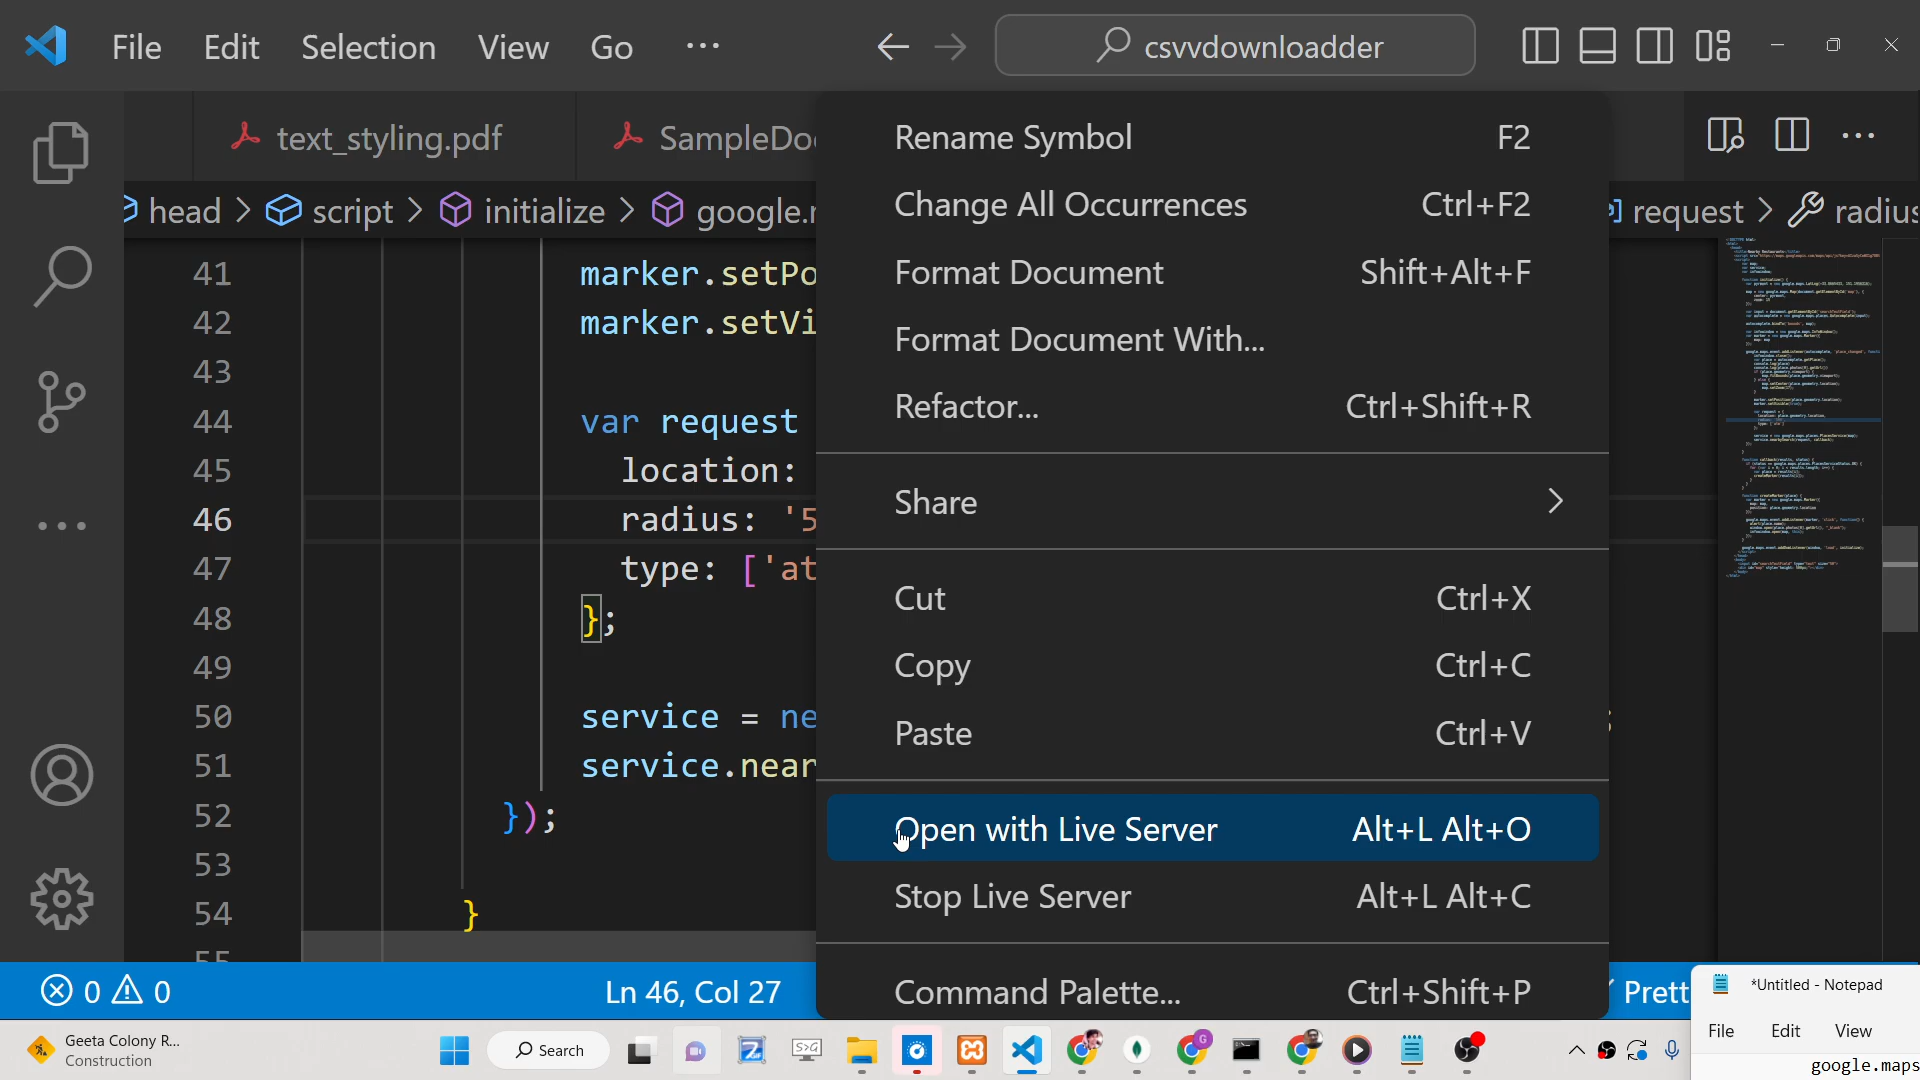 File Edit Selection View Go ···
csvvdownloadder
text_styling.pdf SampleDoc
head > script > initialize > google.m
request > radius
41 marker.setPo
42 marker.setVi
43
44 var request
45 location:
46 radius: '5
47 type: ['at
48 };
49
50 service = ne
51 service.near
52 });
53
54 }
55
Rename Symbol F2
Change All Occurrences Ctrl+F2
Format Document Shift+Alt+F
Format Document With...
Refactor... Ctrl+Shift+R
Share
Cut Ctrl+X
Copy Ctrl+C
Paste Ctrl+V
Open with Live Server Alt+L Alt+O
Stop Live Server Alt+L Alt+C
Command Palette... Ctrl+Shift+P
0 0 Ln 46, Col 27 Prett
*Untitled - Notepad
File Edit View
google.maps
Geeta Colony R...
Construction
Search